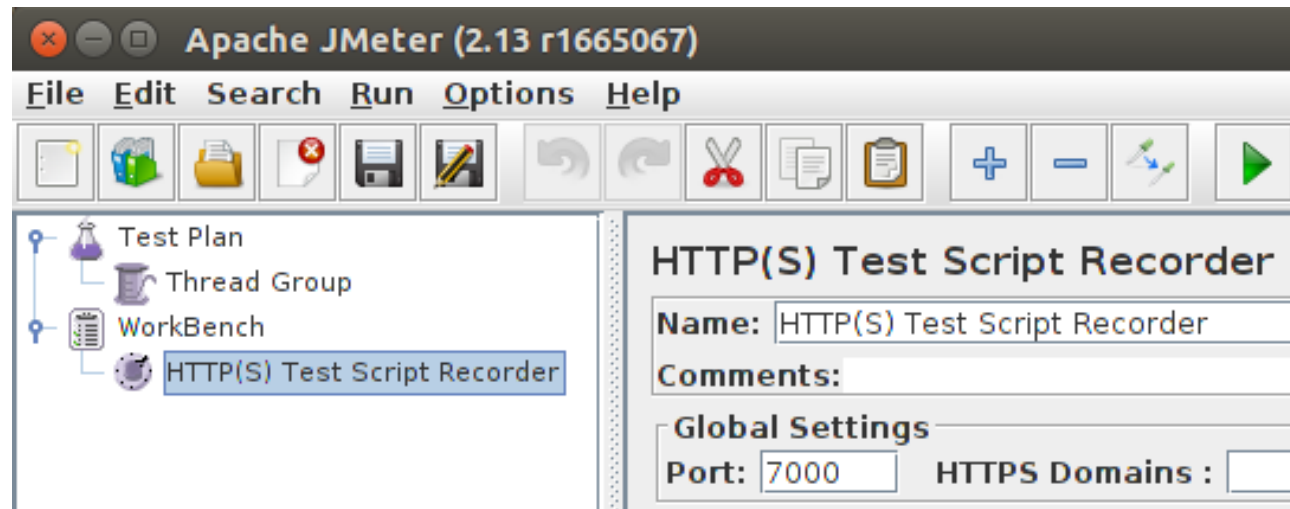 Apache JMeter (2.13 r1665067)
File Edit Search Run Options Help
Test Plan
Thread Group
WorkBench
HTTP(S) Test Script Recorder
HTTP(S) Test Script Recorder
Name: HTTP(S) Test Script Recorder
Comments:
Global Settings
Port: 7000 HTTPS Domains :